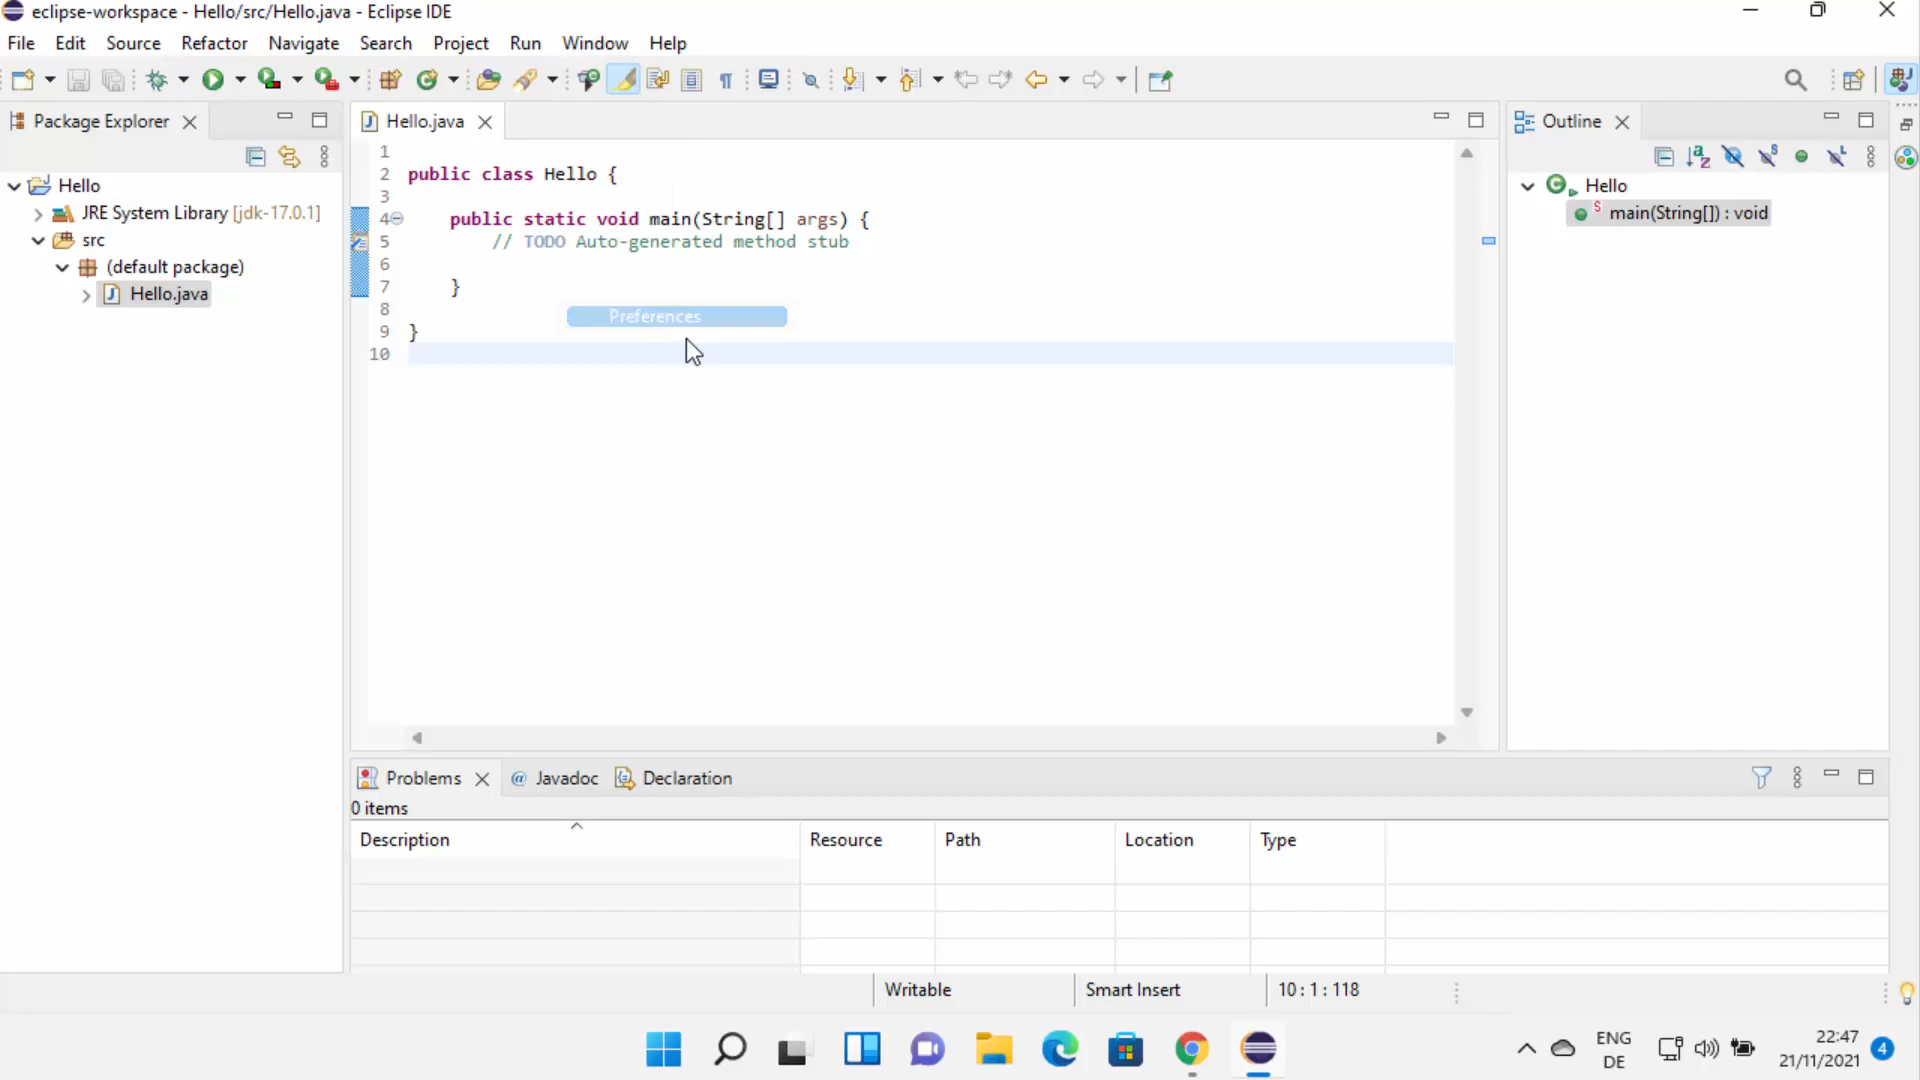 eclipse-workspace - Hello/src/Hello.java - Eclipse IDE
File Edit Source Refactor Navigate Search Project Run Window Help
Package Explorer
Hello.java
Outline
Hello
JRE System Library [jdk-17.0.1]
src
(default package)
Hello.java
1
2 public class Hello {
3
4 public static void main(String[] args) {
5 // TODO Auto-generated method stub
6
7 }
8
9 }
10
Preferences
Hello
main(String[]) : void
Problems @ Javadoc Declaration
0 items
Description Resource Path Location Type
Writable Smart Insert 10 : 1 : 118
ENG
DE
22:47
21/11/2021
4